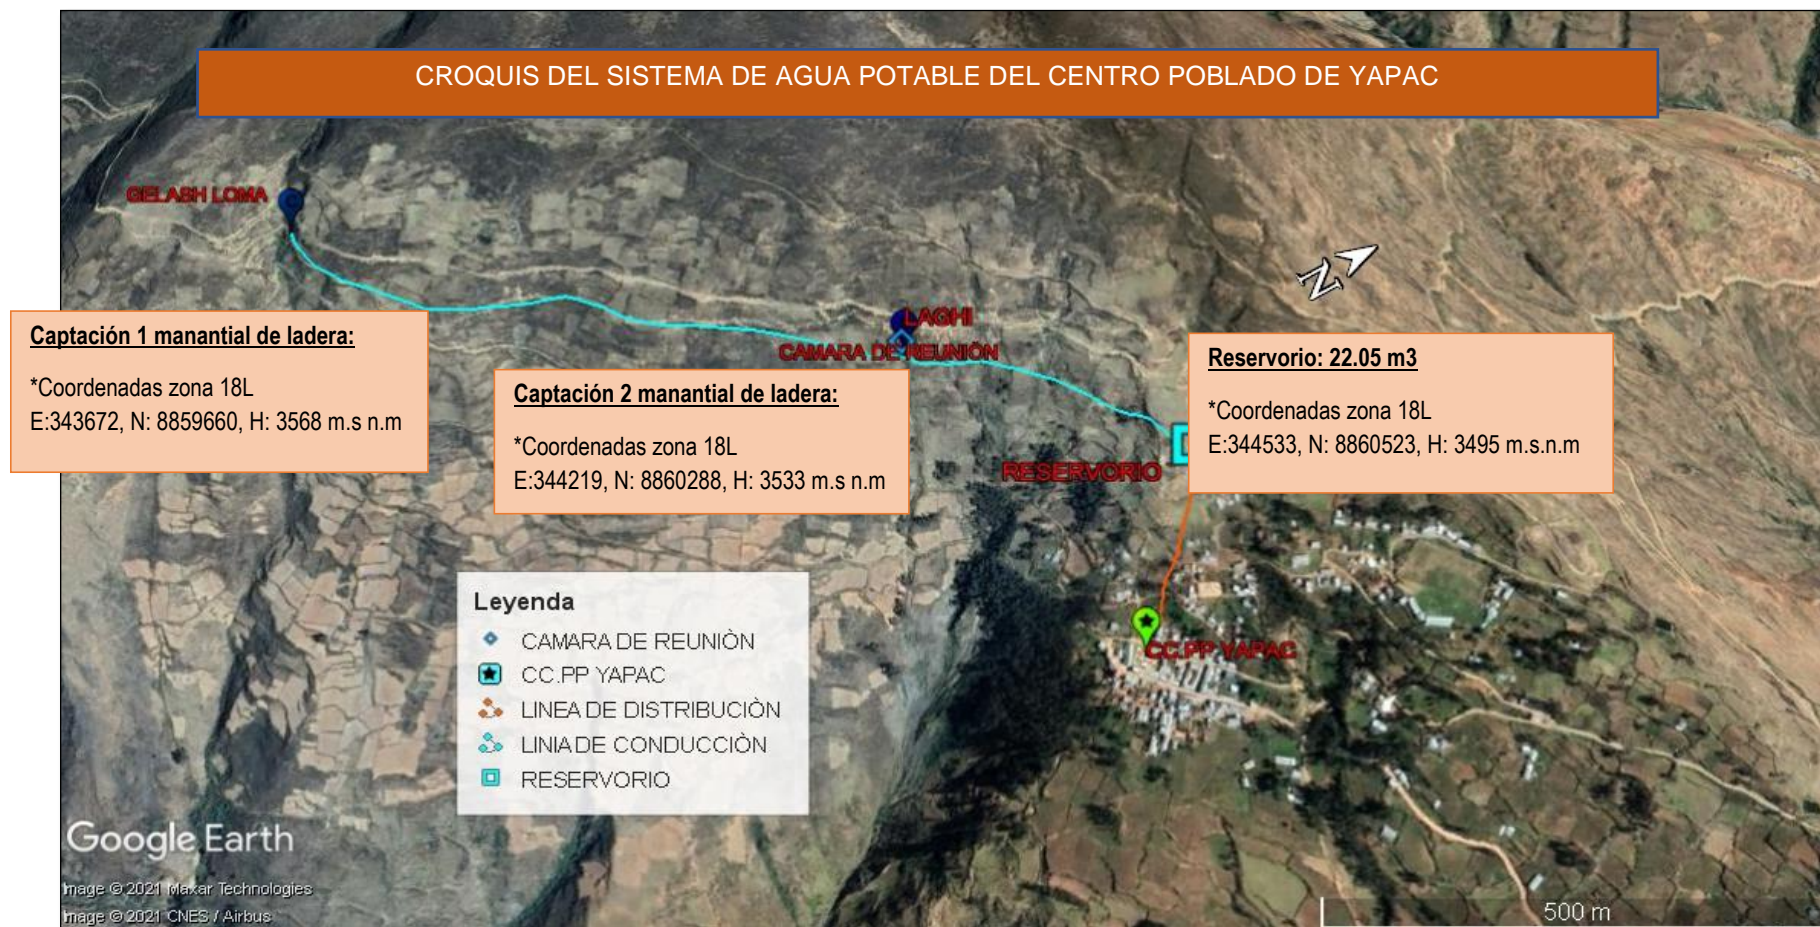 CROQUIS DEL SISTEMA DE AGUA POTABLE DEL CENTRO POBLADO DE YAPAC
GELASH LOMA
N
LAGHI
CAMARA DE REUNIÒN
Captación 1 manantial de ladera:
*Coordenadas zona 18L
E:343672, N: 8859660, H: 3568 m.s n.m
Captación 2 manantial de ladera:
*Coordenadas zona 18L
E:344219, N: 8860288, H: 3533 m.s n.m
Reservorio: 22.05 m3
*Coordenadas zona 18L
E:344533, N: 8860523, H: 3495 m.s.n.m
RESERVORIO
CC.PP YAPAC
Leyenda
CAMARA DE REUNIÒN
CC.PP YAPAC
LINEA DE DISTRIBUCIÒN
LINIA DE CONDUCCIÒN
RESERVORIO
Google Earth
Image © 2021 Maxar Technologies
Image © 2021 CNES / Airbus
500 m